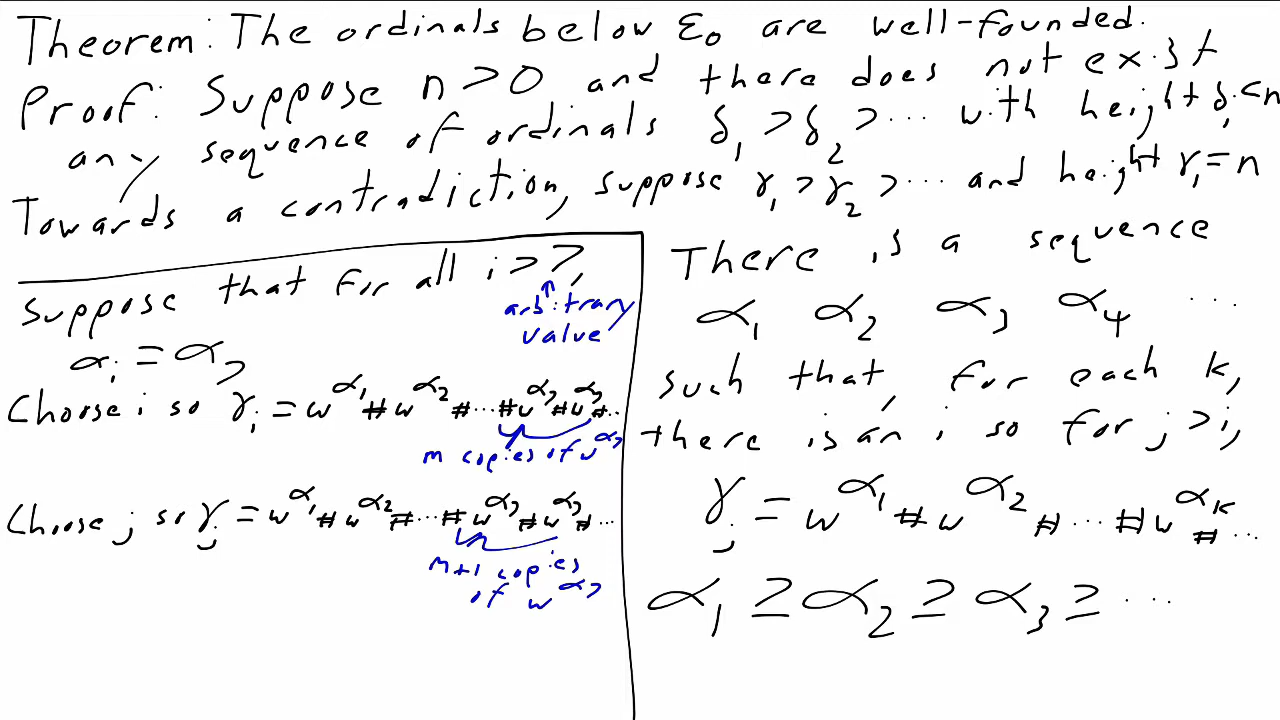 Theorem: The ordinals below ε₀ are well-founded.
Proof: Suppose n > 0 and there does not exist
any sequence of ordinals δ₁ > δ₂ > ··· with height δ₁ < n
Towards a contradiction, suppose γ₁ > γ₂ > ··· and height γ₁ = n
Suppose that for all i > 7,
arbitrary
value
αᵢ = α₇
Choose i so γᵢ = w^α₁ # w^α₂ # ··· # w^α₇ # w^α₇ # ···
m copies of w^α₇
Choose j so γⱼ = w^α₁ # w^α₂ # ··· # w^α₇ # w^α₇ # ···
m+1 copies
of w^α₇
There is a sequence
α₁ α₂ α₃ α₄ ···
such that, for each k,
there is an i so for j > i,
γⱼ = w^α₁ # w^α₂ # ··· # w^αₖ # ···
α₁ ≥ α₂ ≥ α₃ ≥ ···